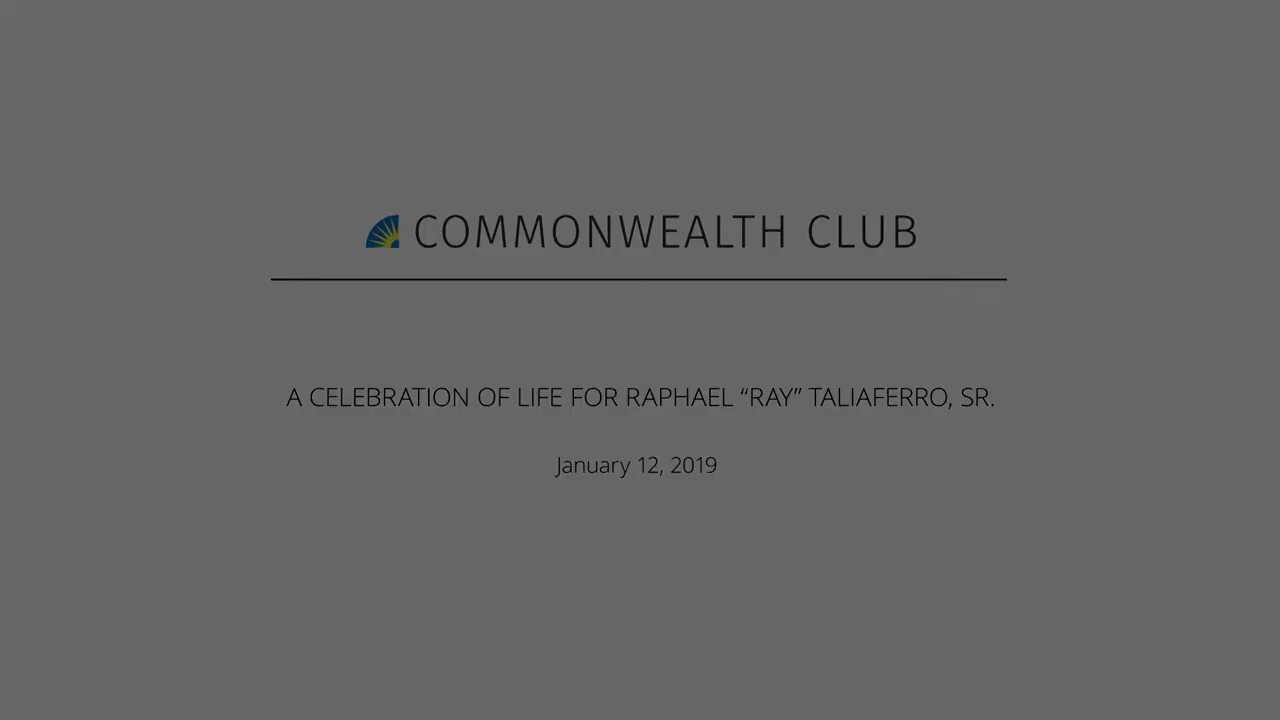 COMMONWEALTH CLUB
A CELEBRATION OF LIFE FOR RAPHAEL “RAY” TALIAFERRO, SR.
January 12, 2019